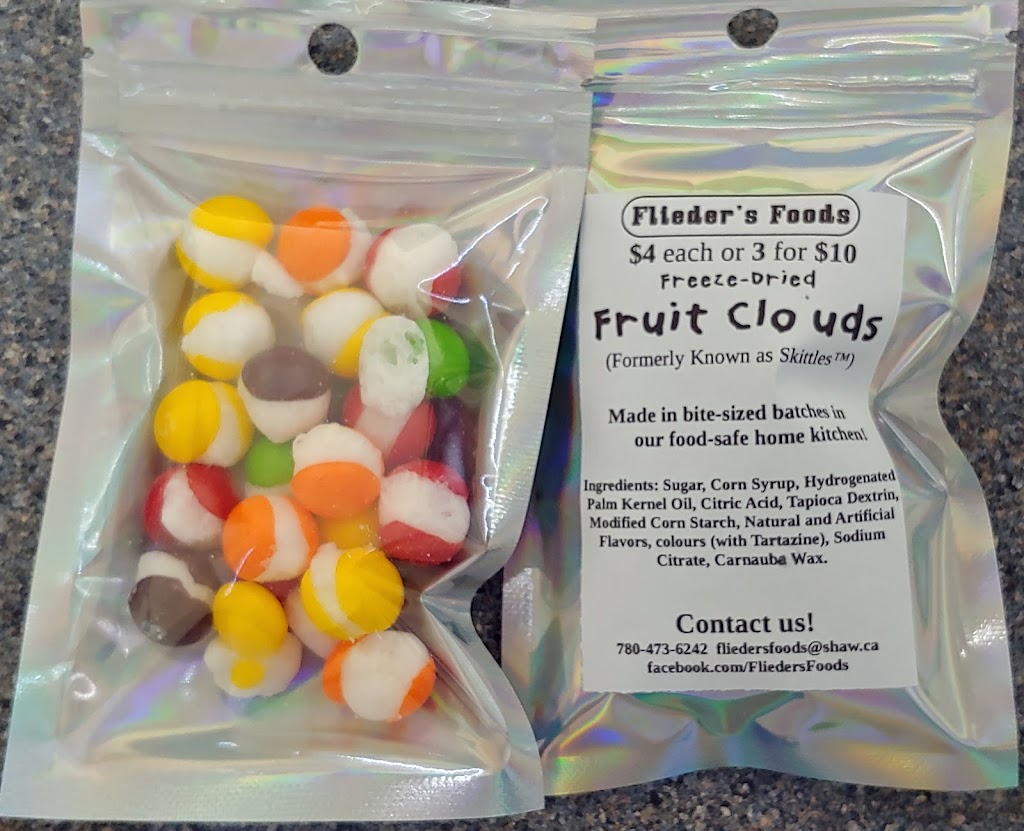 Flieder's Foods
$4 each or 3 for $10
Freeze-Dried
Fruit Clouds
(Formerly Known as Skittles™)
Made in bite-sized batches in
our food-safe home kitchen!
Ingredients: Sugar, Corn Syrup, Hydrogenated
Palm Kernel Oil, Citric Acid, Tapioca Dextrin,
Modified Corn Starch, Natural and Artificial
Flavors, colours (with Tartazine), Sodium
Citrate, Carnauba Wax.
Contact us!
780-473-6242 fliedersfoods@shaw.ca
facebook.com/FliedersFoods